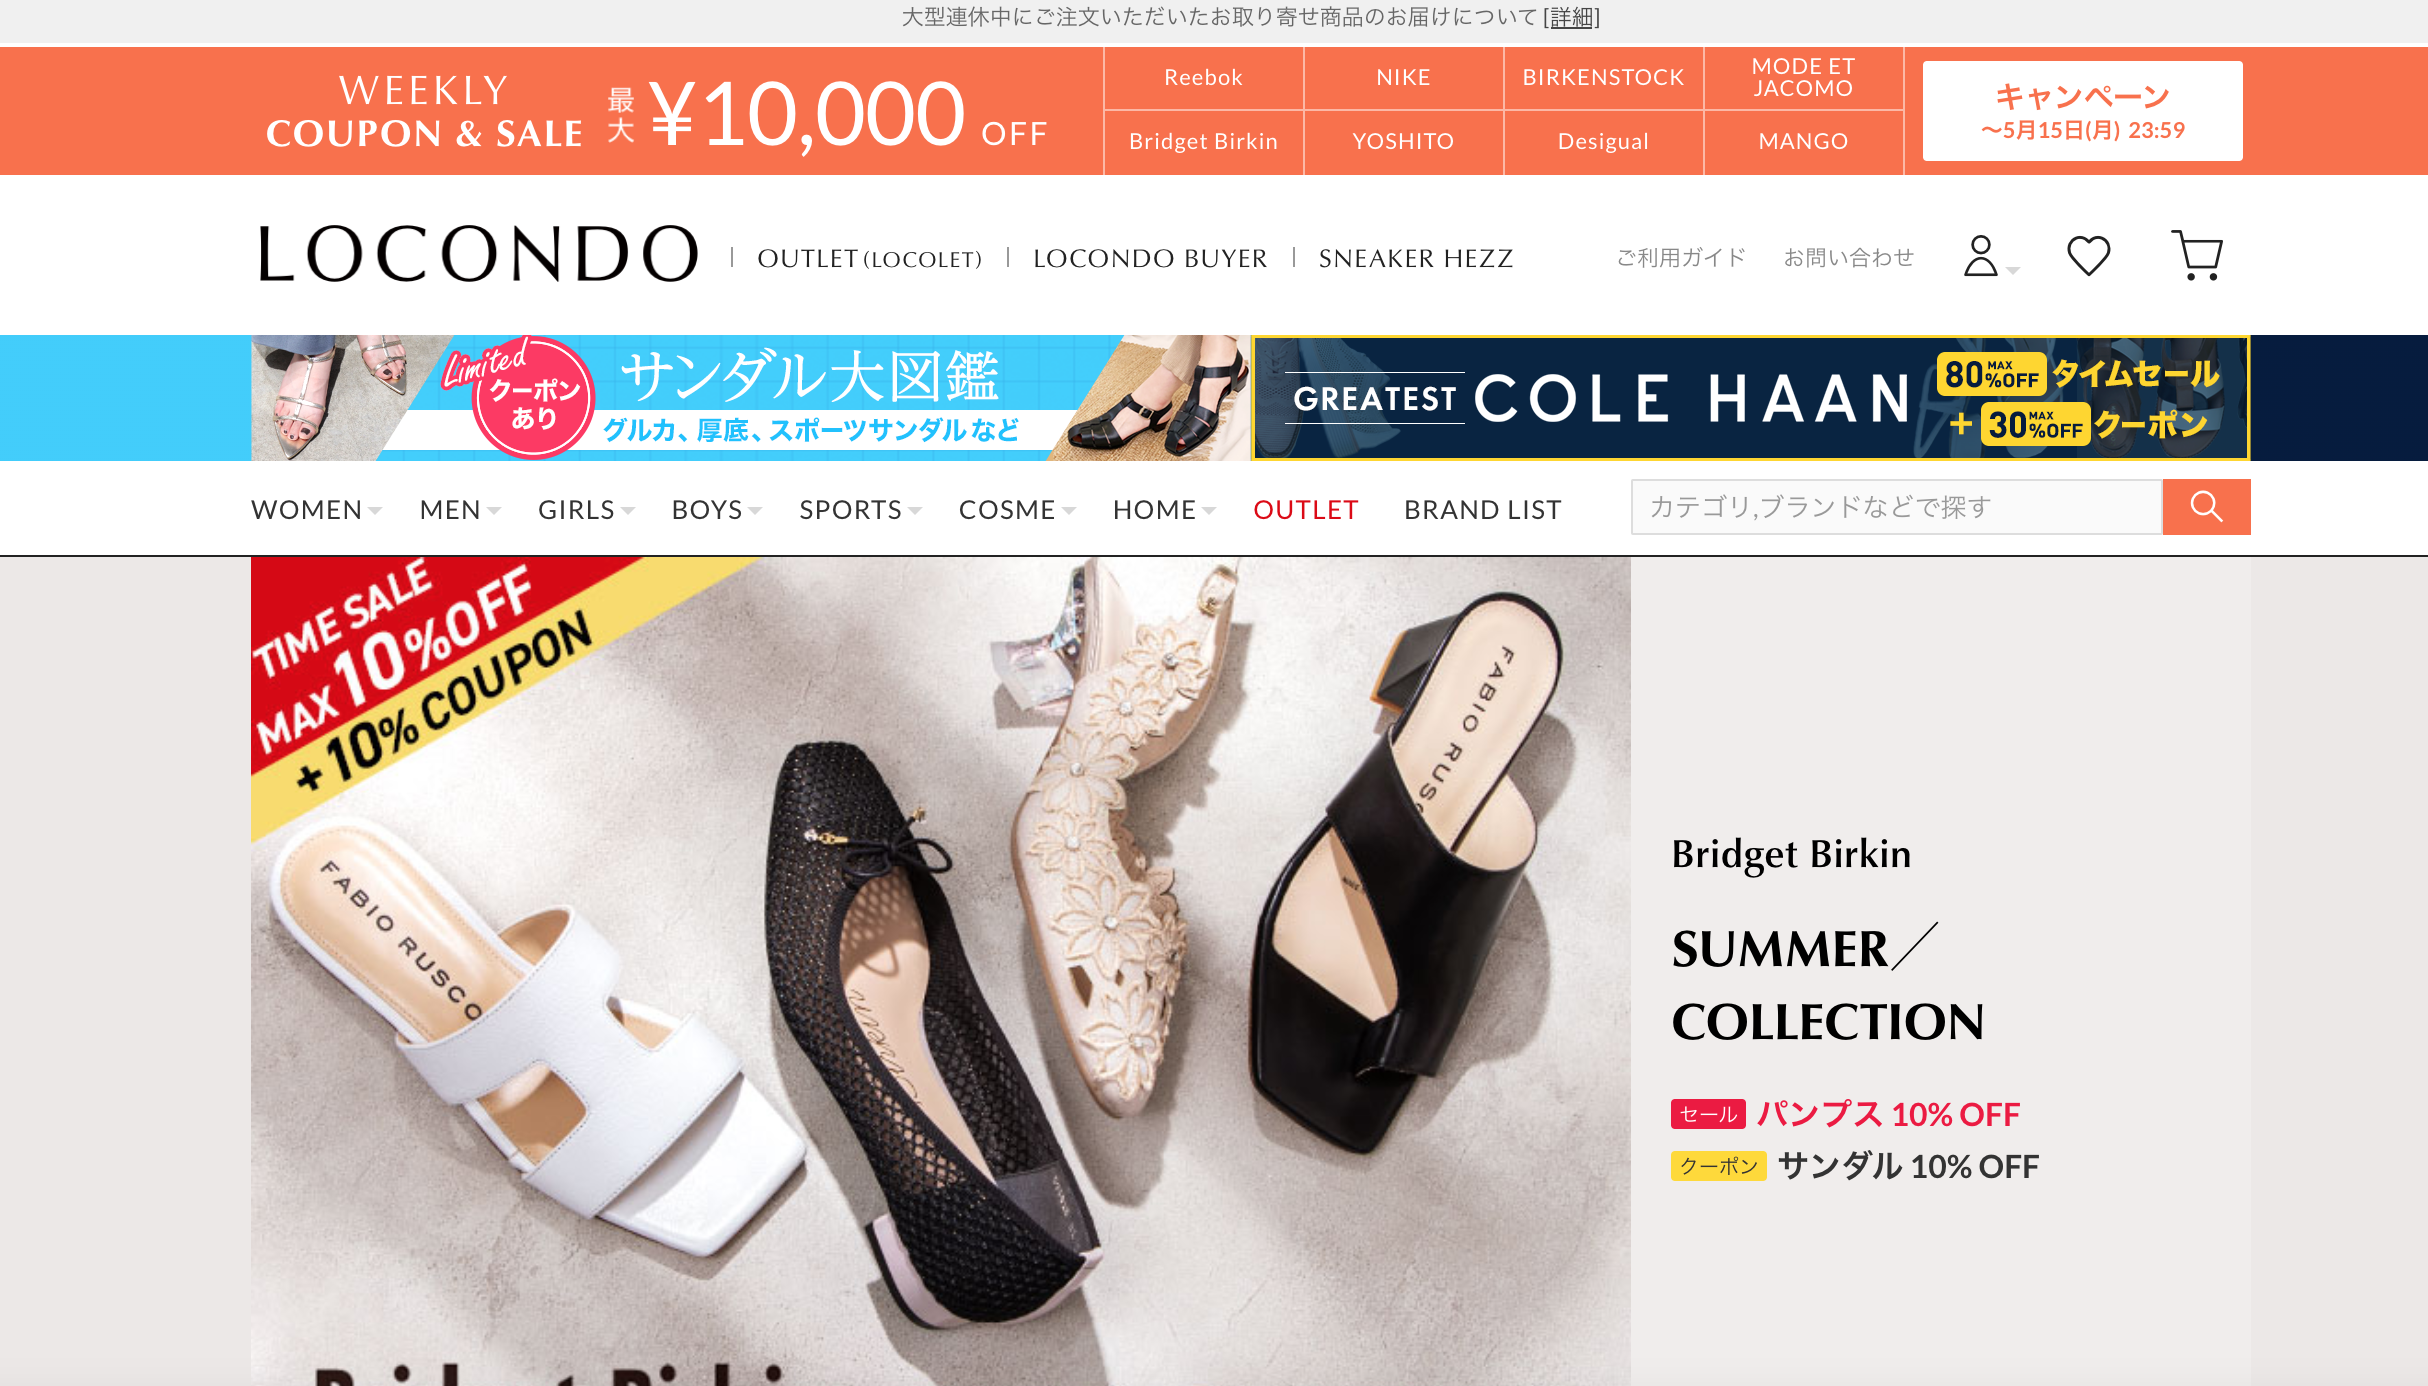 大型連休中にご注文いただいたお取り寄せ商品のお届けについて [詳細]
WEEKLY
COUPON & SALE
最大 ¥10,000 OFF
Reebok
NIKE
BIRKENSTOCK
MODE ET
JACOMO
Bridget Birkin
YOSHITO
Desigual
MANGO
キャンペーン
～5月15日(月) 23:59
LOCONDO
OUTLET (LOCOLET)
LOCONDO BUYER
SNEAKER HEZZ
ご利用ガイド
お問い合わせ
Limited
クーポン
あり
サンダル大図鑑
グルカ、厚底、スポーツサンダルなど
GREATEST COLE HAAN
80 MAX %OFF タイムセール
+ 30 MAX %OFF クーポン
WOMEN
MEN
GIRLS
BOYS
SPORTS
COSME
HOME
OUTLET
BRAND LIST
カテゴリ,ブランドなどで探す
TIME SALE
MAX 10%OFF
+10% COUPON
FABIO RUSCO
FABIO RUSC
Bridget Birkin
SUMMER／
COLLECTION
セール パンプス 10% OFF
クーポン サンダル 10% OFF
Bridget Birki